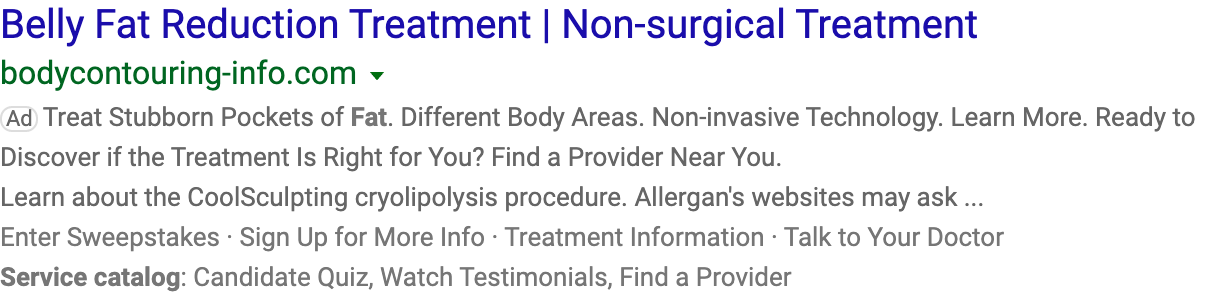 Belly Fat Reduction Treatment | Non-surgical Treatment
bodycontouring-info.com
Ad Treat Stubborn Pockets of Fat. Different Body Areas. Non-invasive Technology. Learn More. Ready to
Discover if the Treatment Is Right for You? Find a Provider Near You.
Learn about the CoolSculpting cryolipolysis procedure. Allergan's websites may ask ...
Enter Sweepstakes · Sign Up for More Info · Treatment Information · Talk to Your Doctor
Service catalog: Candidate Quiz, Watch Testimonials, Find a Provider